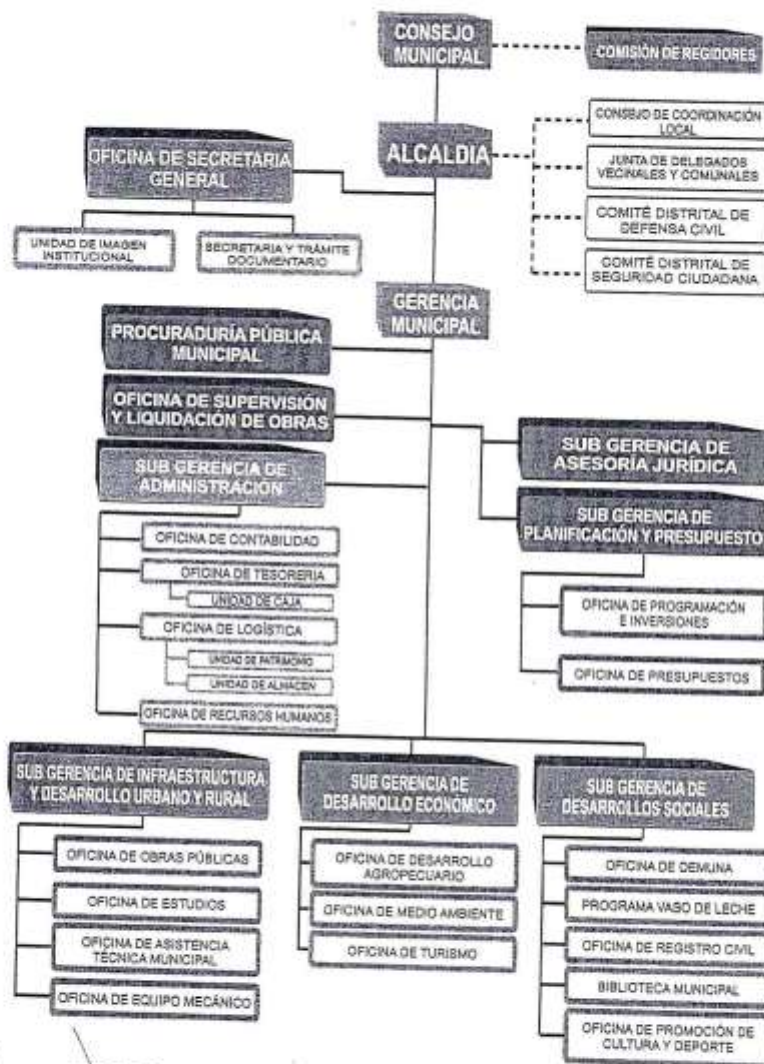 CONSEJO
MUNICIPAL
COMISIÓN DE REGIDORES
ALCALDIA
CONSEJO DE COORDINACIÓN
LOCAL
JUNTA DE DELEGADOS
VECINALES Y COMUNALES
COMITÉ DISTRITAL DE
DEFENSA CIVIL
COMITÉ DISTRITAL DE
SEGURIDAD CIUDADANA
OFICINA DE SECRETARIA
GENERAL
UNIDAD DE IMAGEN
INSTITUCIONAL
SECRETARIA Y TRÁMITE
DOCUMENTARIO
GERENCIA
MUNICIPAL
PROCURADURÍA PÚBLICA
MUNICIPAL
OFICINA DE SUPERVISIÓN
Y LIQUIDACIÓN DE OBRAS
SUB GERENCIA DE
ASESORÍA JURÍDICA
SUB GERENCIA DE
ADMINISTRACIÓN
OFICINA DE CONTABILIDAD
OFICINA DE TESORERIA
UNIDAD DE CAJA
OFICINA DE LOGÍSTICA
UNIDAD DE PATRIMONIO
UNIDAD DE ALMACEN
OFICINA DE RECURSOS HUMANOS
SUB GERENCIA DE
PLANIFICACIÓN Y PRESUPUESTO
OFICINA DE PROGRAMACIÓN
E INVERSIONES
OFICINA DE PRESUPUESTOS
SUB GERENCIA DE INFRAESTRUCTURA
Y DESARROLLO URBANO Y RURAL
OFICINA DE OBRAS PÚBLICAS
OFICINA DE ESTUDIOS
OFICINA DE ASISTENCIA
TÉCNICA MUNICIPAL
OFICINA DE EQUIPO MECÁNICO
SUB GERENCIA DE
DESARROLLO ECONÓMICO
OFICINA DE DESARROLLO
AGROPECUARIO
OFICINA DE MEDIO AMBIENTE
OFICINA DE TURISMO
SUB GERENCIA DE
DESARROLLOS SOCIALES
OFICINA DE DEMUNA
PROGRAMA VASO DE LECHE
OFICINA DE REGISTRO CIVIL
BIBLIOTECA MUNICIPAL
OFICINA DE PROMOCIÓN DE
CULTURA Y DEPORTE